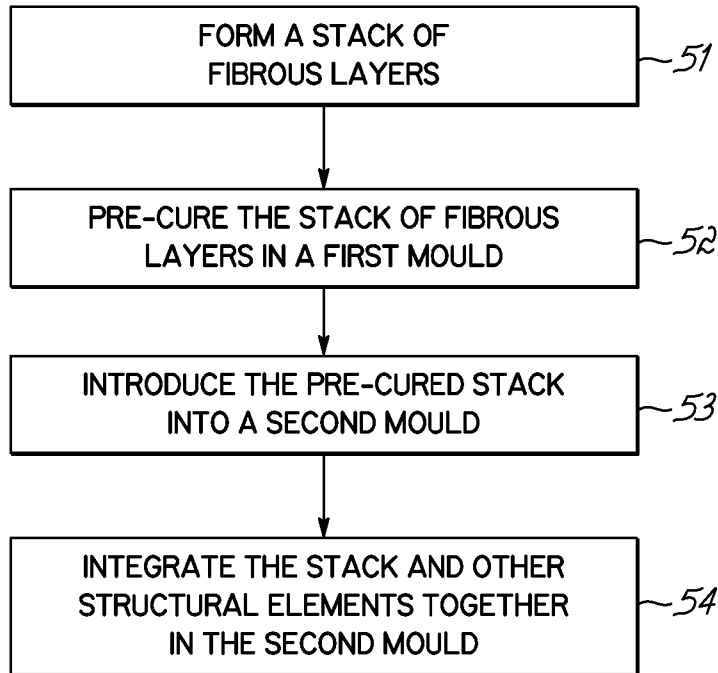 FORM A STACK OF
FIBROUS LAYERS
51
PRE-CURE THE STACK OF FIBROUS
LAYERS IN A FIRST MOULD
52
INTRODUCE THE PRE-CURED STACK
INTO A SECOND MOULD
53
INTEGRATE THE STACK AND OTHER
STRUCTURAL ELEMENTS TOGETHER
IN THE SECOND MOULD
54